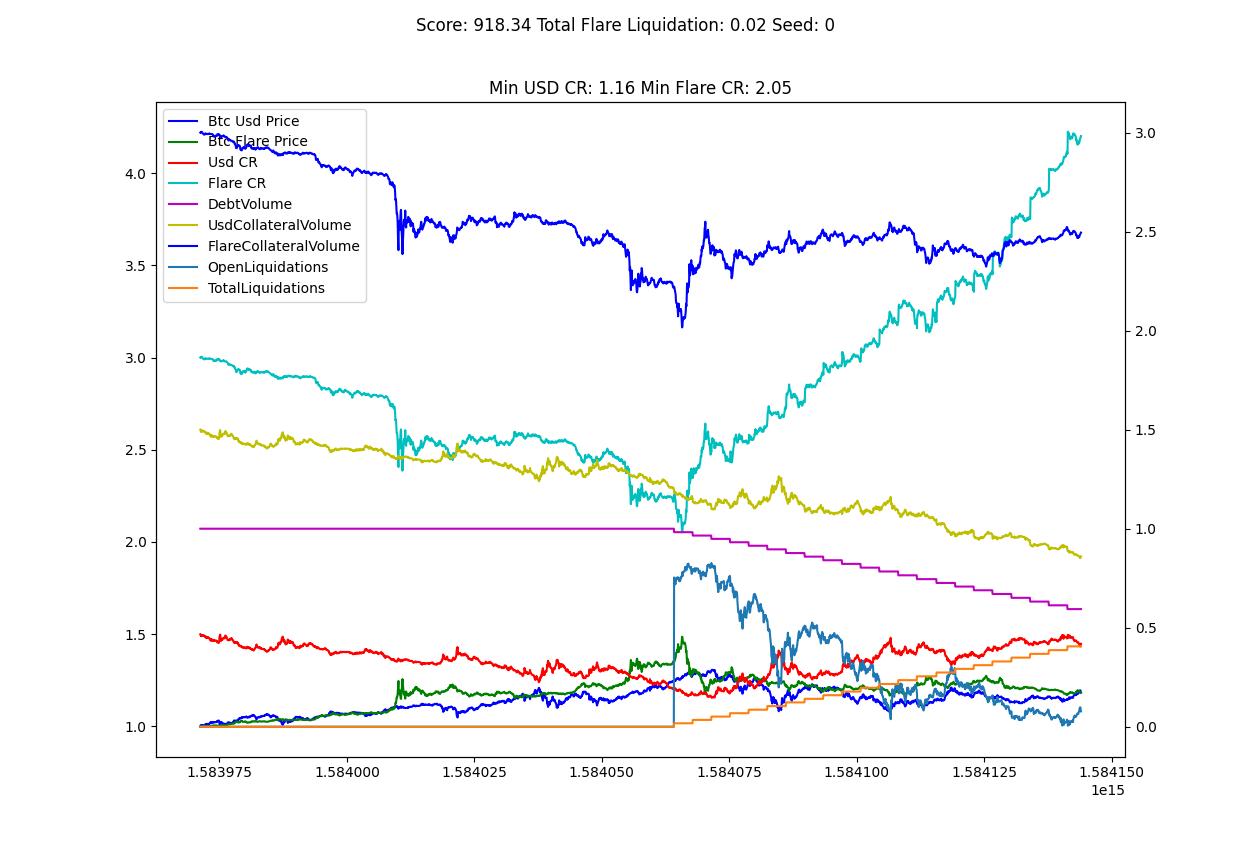 Score: 918.34 Total Flare Liquidation: 0.02 Seed: 0
Min USD CR: 1.16 Min Flare CR: 2.05
Btc Usd Price
Btc Flare Price
Usd CR
Flare CR
DebtVolume
UsdCollateralVolume
FlareCollateralVolume
OpenLiquidations
TotalLiquidations
4.0
3.5
3.0
2.5
2.0
1.5
1.0
3.0
2.5
2.0
1.5
1.0
0.5
0.0
1.583975 1.584000 1.584025 1.584050 1.584075 1.584100 1.584125 1.584150
1e15